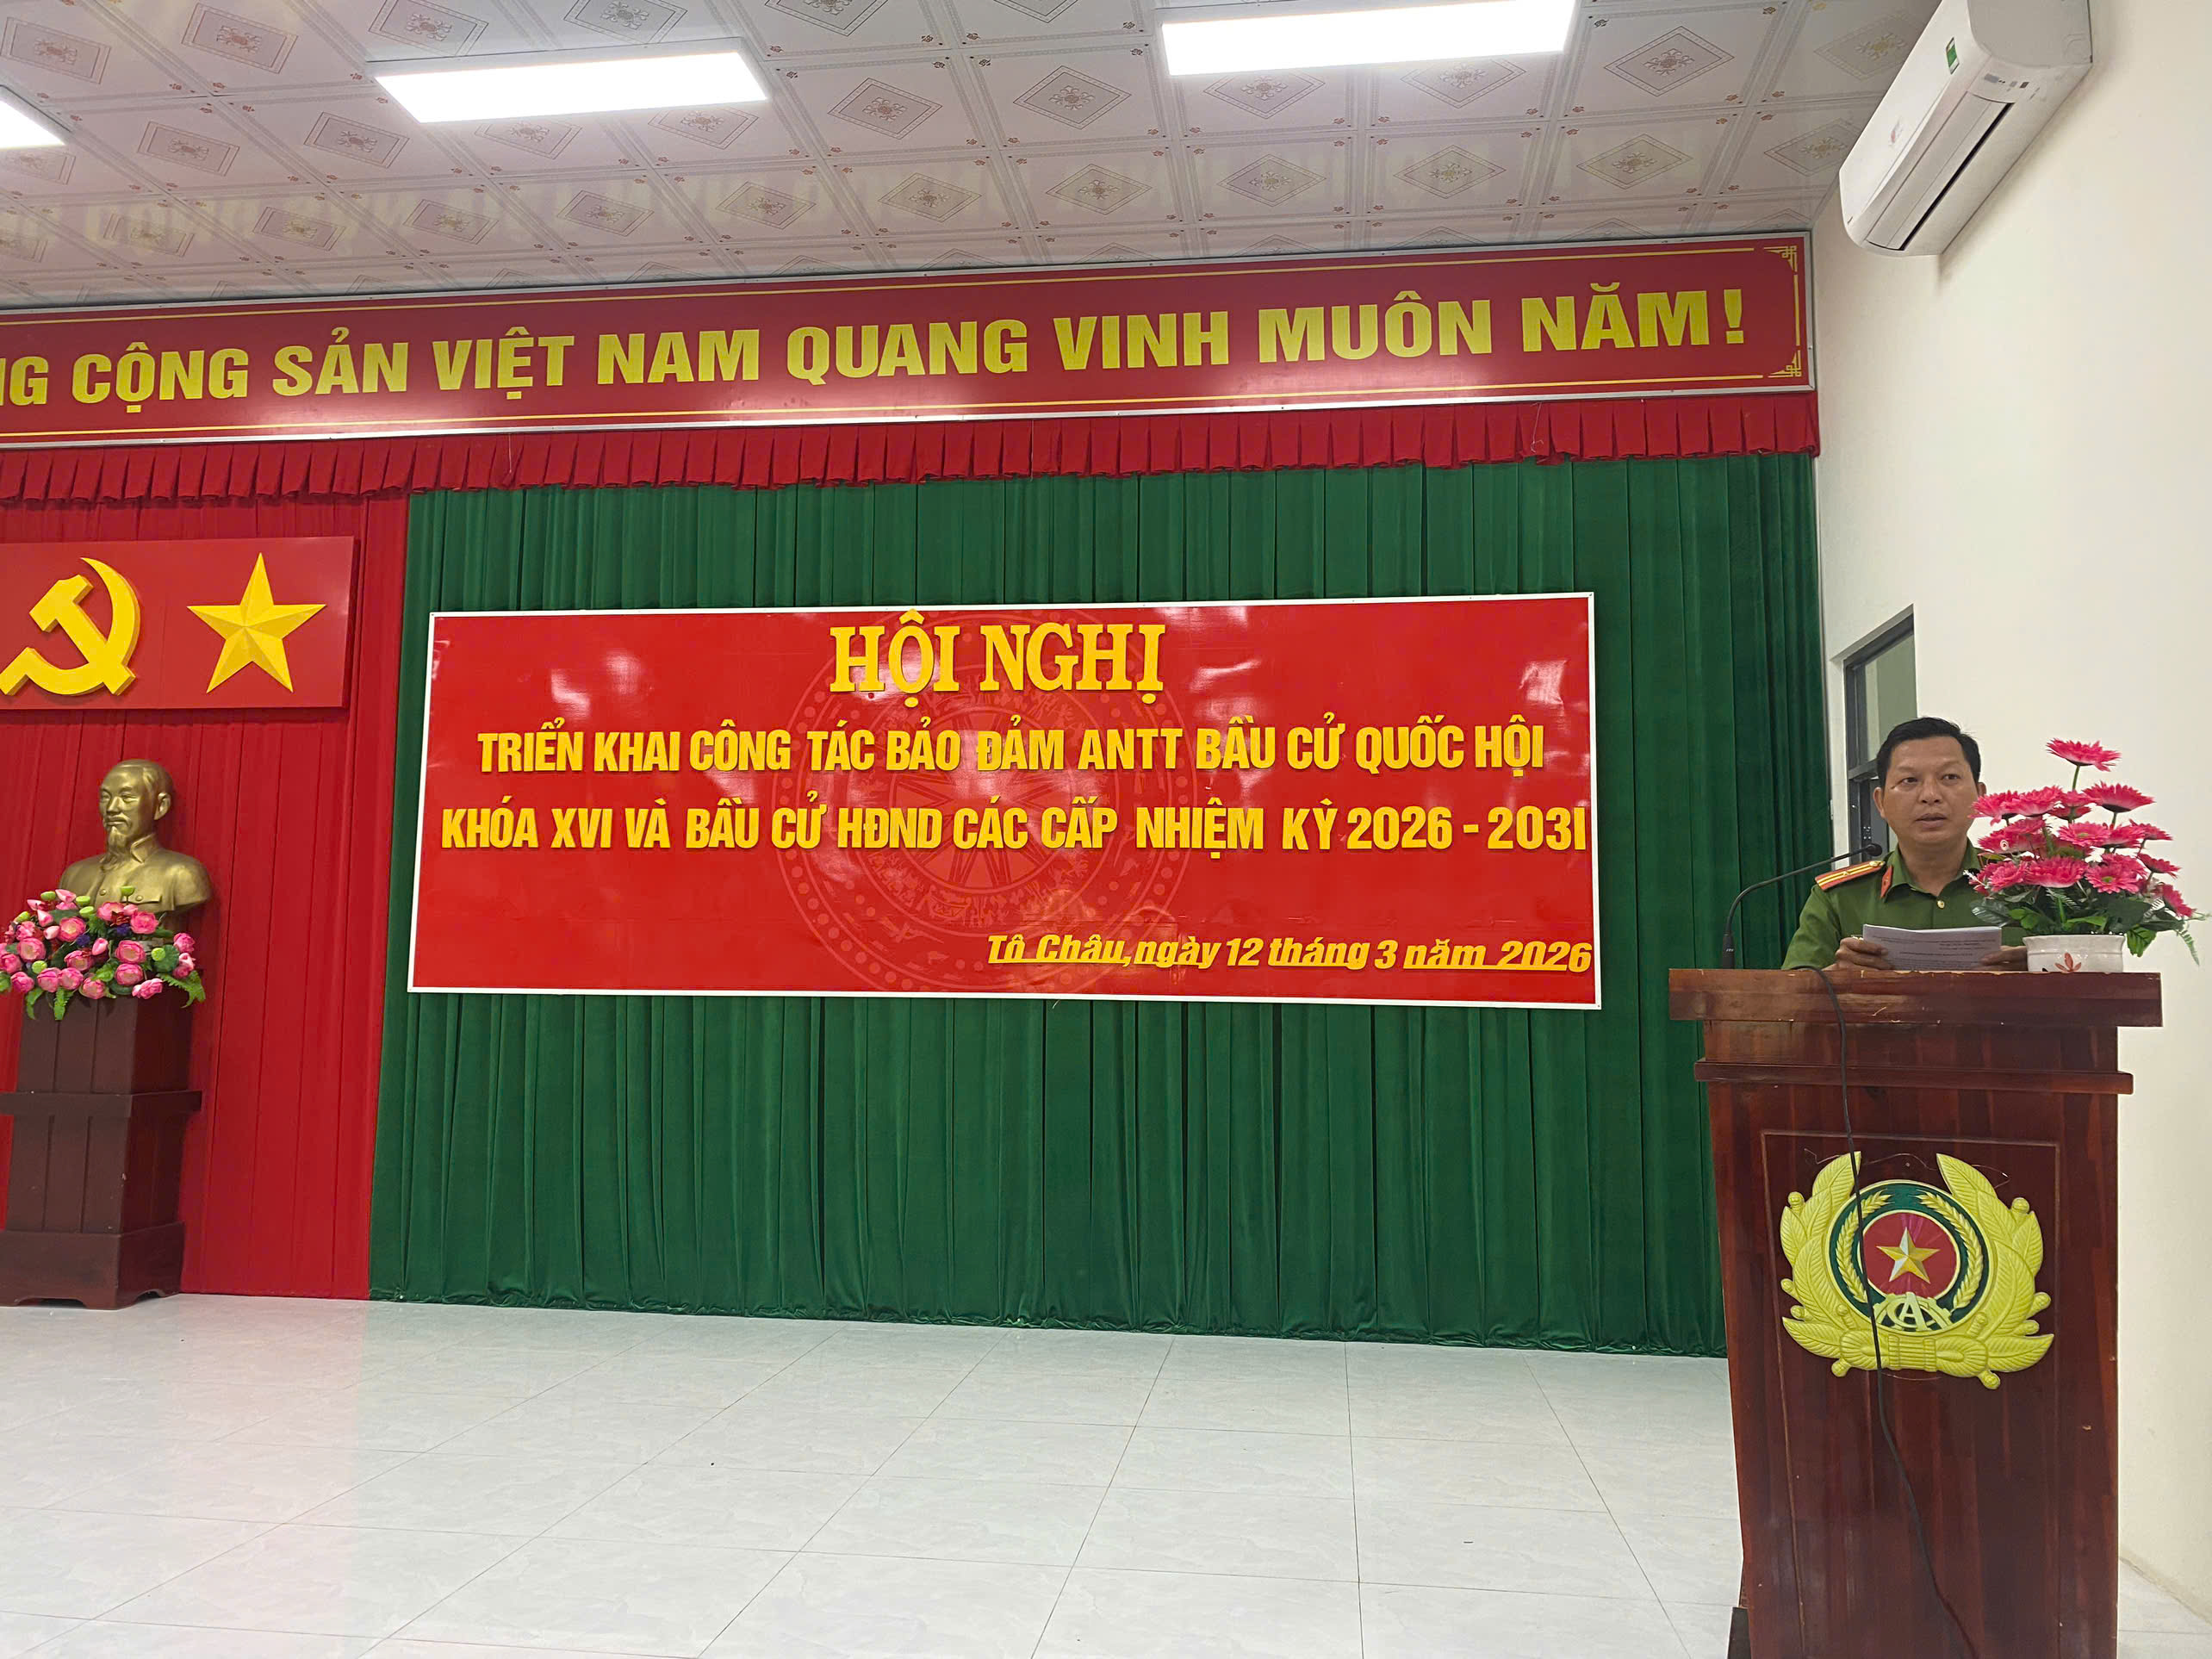 NG CỘNG SẢN VIỆT NAM QUANG VINH MUÔN NĂM!
HỘI NGHỊ
TRIỂN KHAI CÔNG TÁC BẢO ĐẢM ANTT BẦU CỬ QUỐC HỘI
KHÓA XVI VÀ BẦU CỬ HĐND CÁC CẤP NHIỆM KỲ 2026 - 2031
Tô Châu, ngày 12 tháng 3 năm 2026
CA